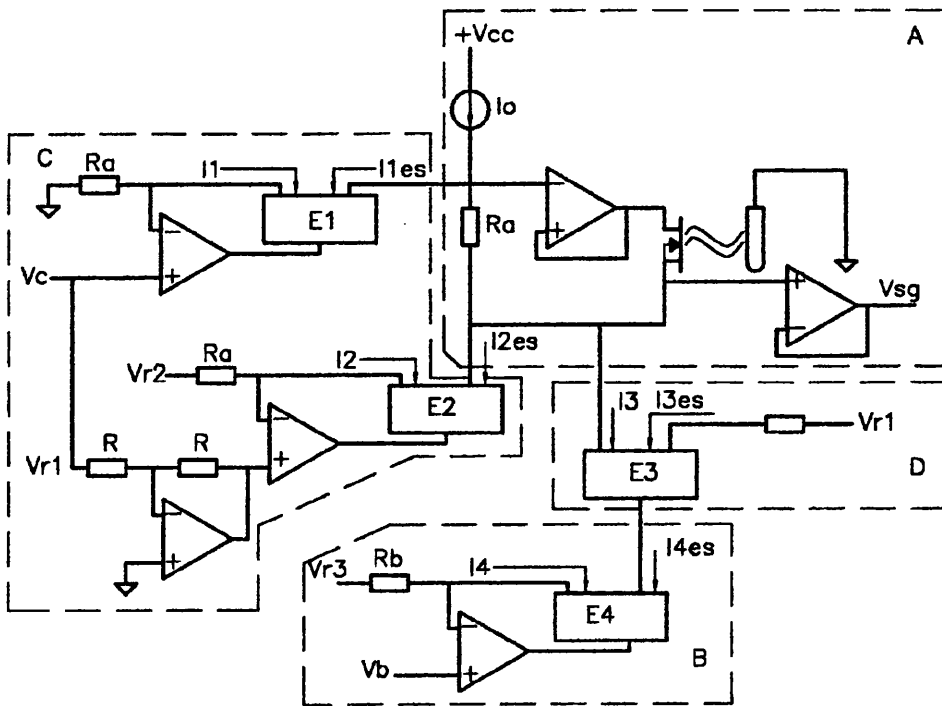 +Vcc
A
Io
C
Ra
I1
I1es
E1
Ra
−
+
−
+
Vc
+
−
Vsg
Vr2
Ra
I2
I2es
E2
−
+
Vr1
R
R
I3
I3es
Vr1
E3
D
−
+
I4es
Vr3
Rb
I4
E4
−
+
Vb
B